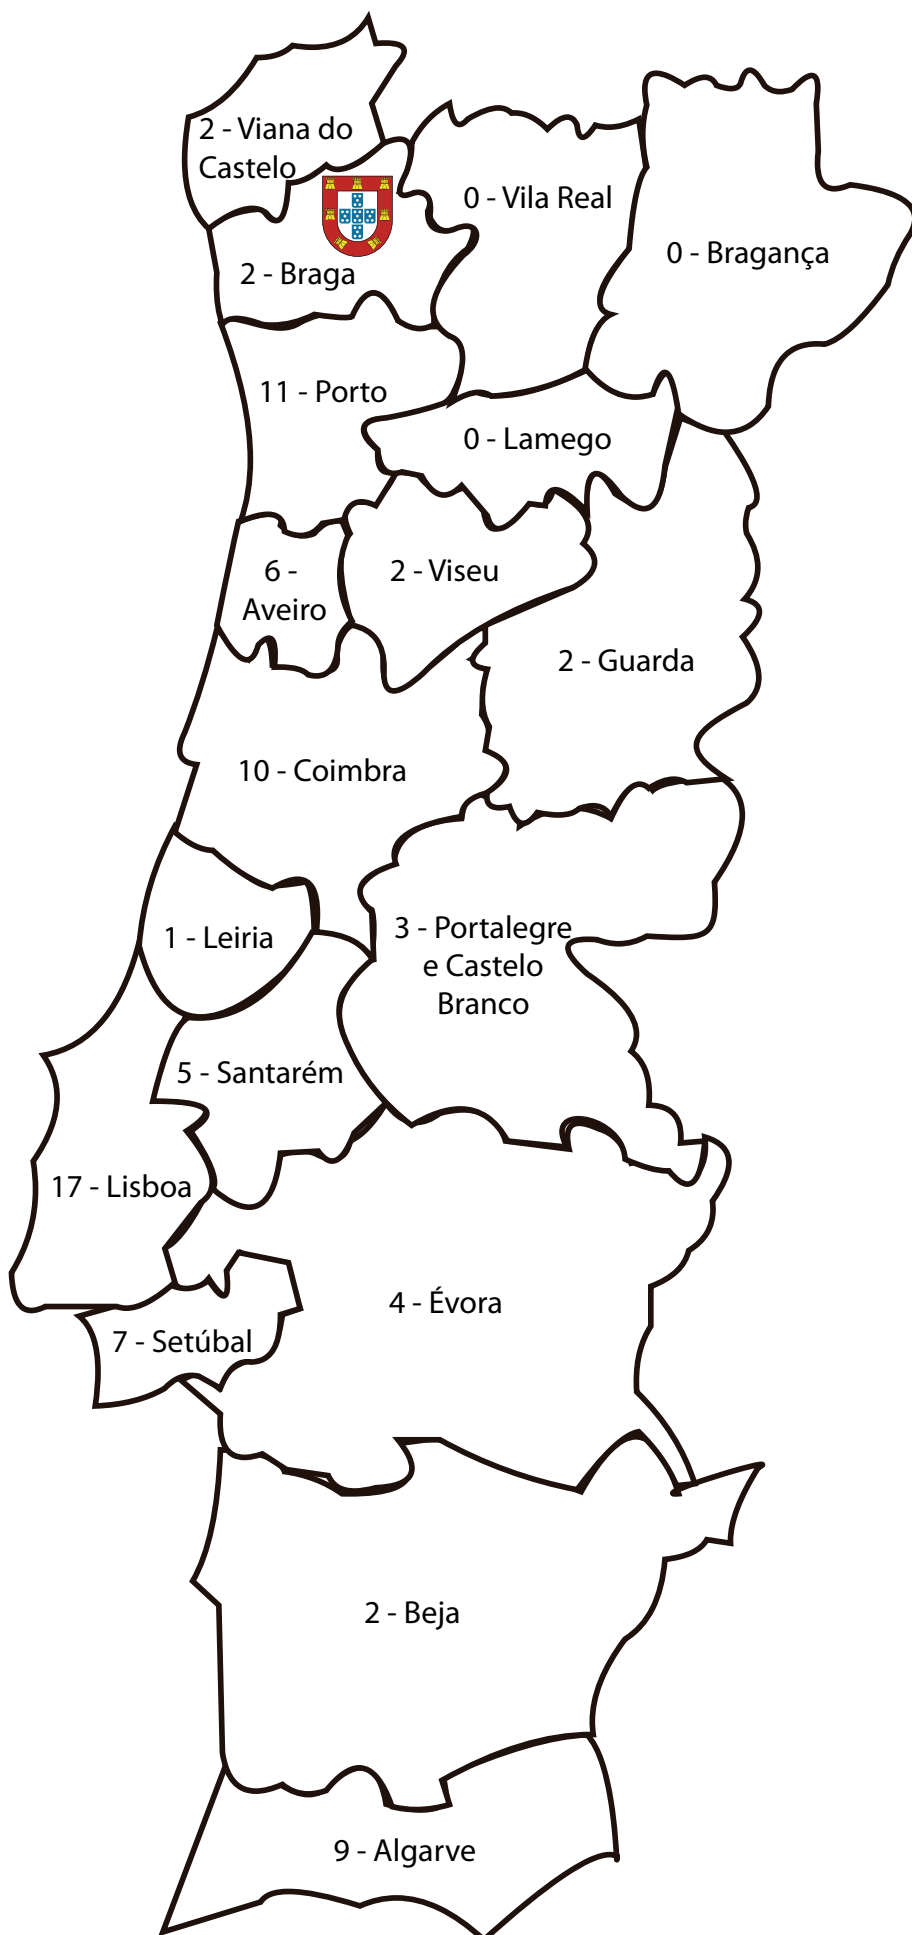 2 - Viana do
Castelo
0 - Vila Real
0 - Bragança
2 - Braga
11 - Porto
0 - Lamego
6 -
Aveiro
2 - Viseu
2 - Guarda
10 - Coimbra
1 - Leiria
3 - Portalegre
e Castelo
Branco
5 - Santarém
17 - Lisboa
4 - Évora
7 - Setúbal
2 - Beja
9 - Algarve